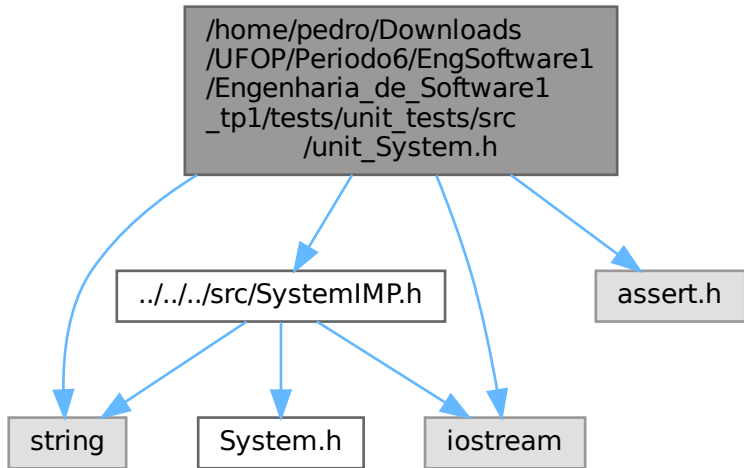 /home/pedro/Downloads
/UFOP/Periodo6/EngSoftware1
/Engenharia_de_Software1
_tp1/tests/unit_tests/src
/unit_System.h
../../../src/SystemIMP.h
assert.h
string
System.h
iostream